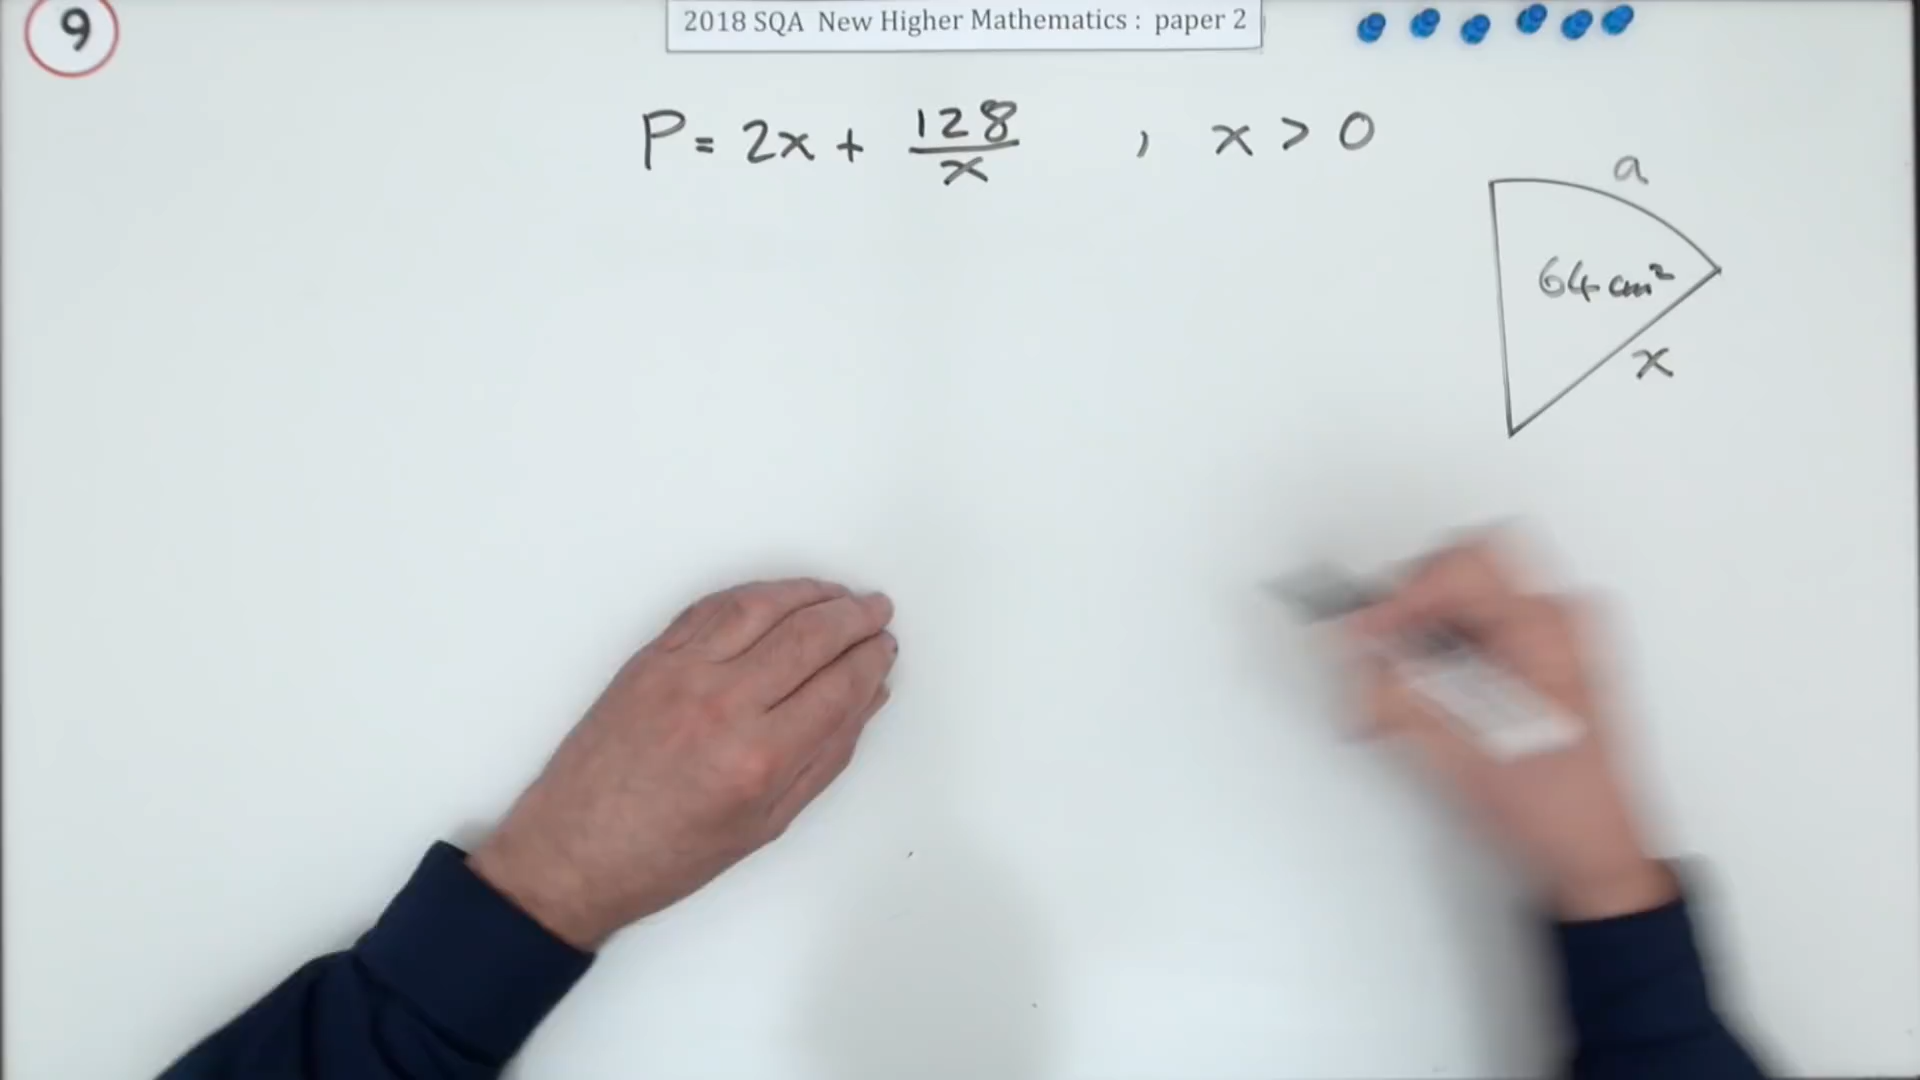 9
2018 SQA New Higher Mathematics : paper 2
P = 2x + 128/x , x > 0
a
64 cm²
x